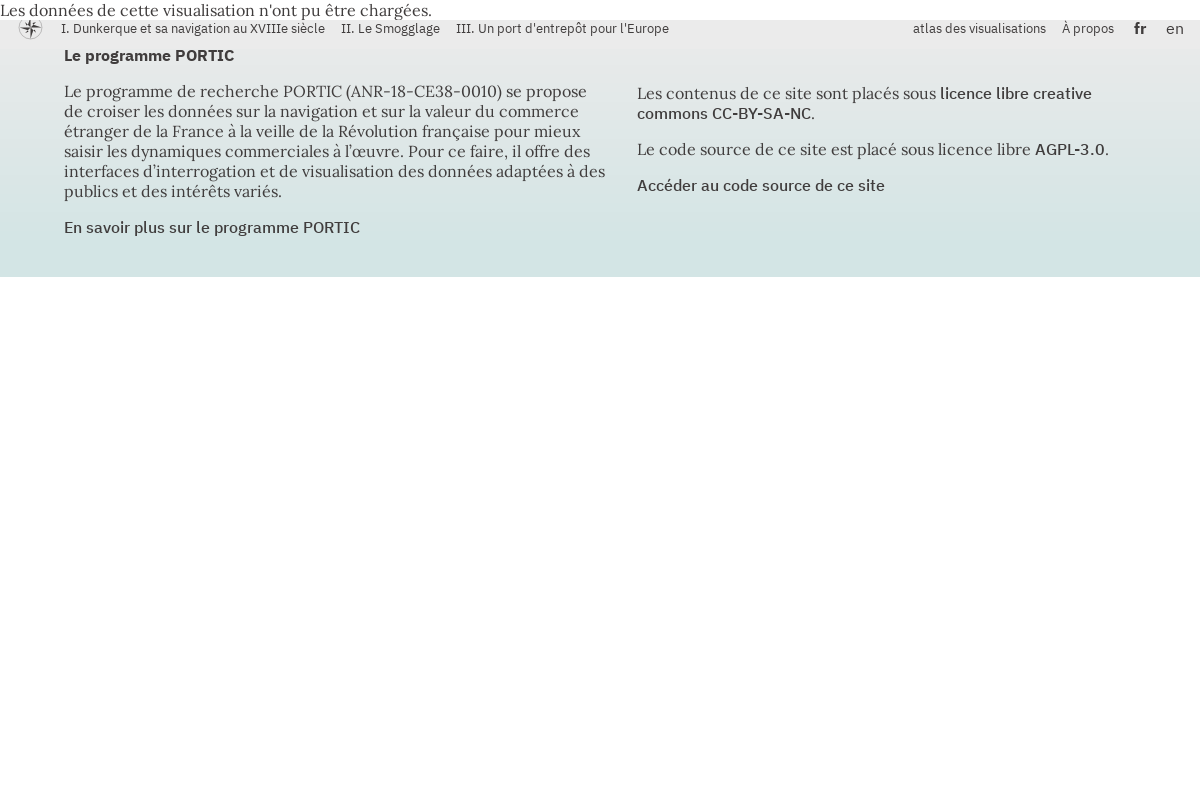 Les données de cette visualisation n'ont pu être chargées.
I. Dunkerque et sa navigation au XVIIIe siècle II. Le Smogglage III. Un port d'entrepôt pour l'Europe atlas des visualisations À propos fr en
Le programme PORTIC
Le programme de recherche PORTIC (ANR-18-CE38-0010) se propose
de croiser les données sur la navigation et sur la valeur du commerce
étranger de la France à la veille de la Révolution française pour mieux
saisir les dynamiques commerciales à l’œuvre. Pour ce faire, il offre des
interfaces d’interrogation et de visualisation des données adaptées à des
publics et des intérêts variés.
En savoir plus sur le programme PORTIC
Les contenus de ce site sont placés sous licence libre creative
commons CC-BY-SA-NC.
Le code source de ce site est placé sous licence libre AGPL-3.0.
Accéder au code source de ce site